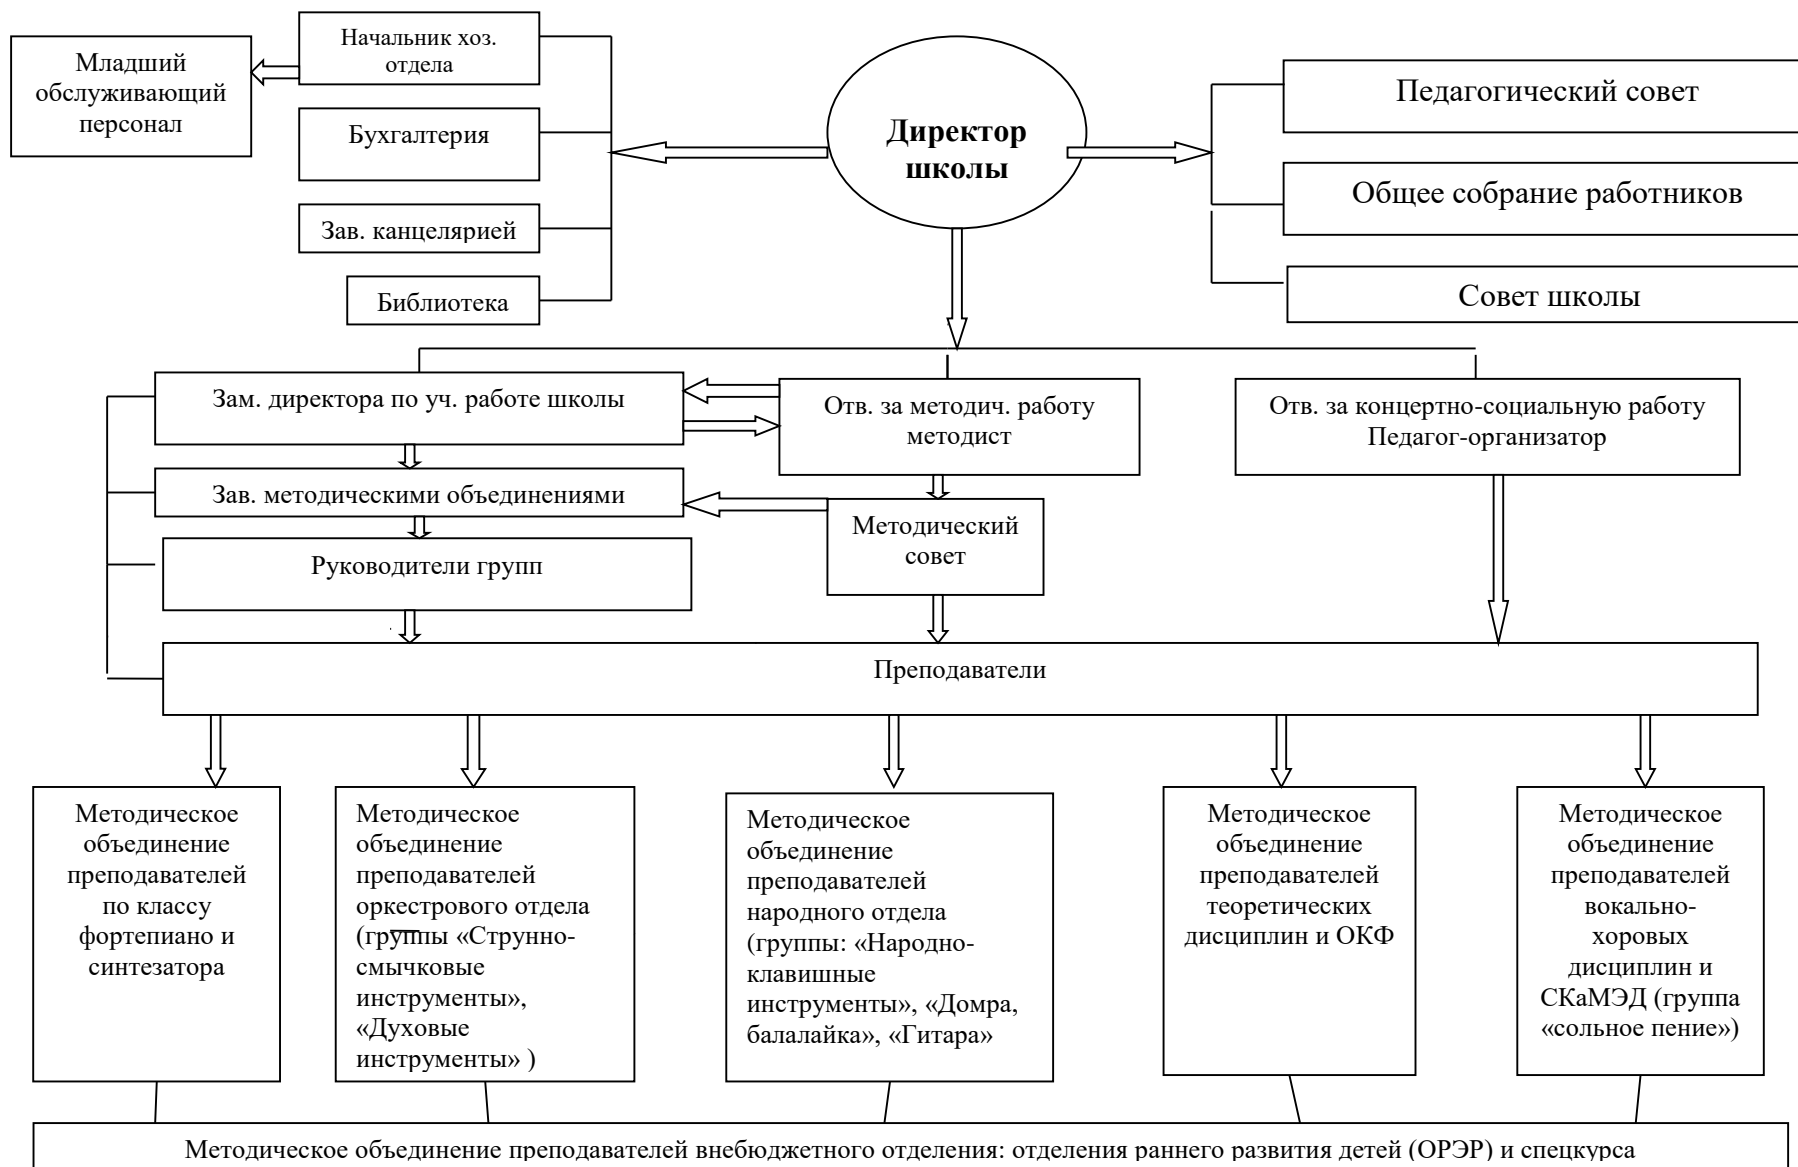 Начальник хоз.
отдела
Младший
обслуживающий
персонал
Бухгалтерия
Зав. канцелярией
Библиотека
Директор
школы
Педагогический совет
Общее собрание работников
Совет школы
Зам. директора по уч. работе школы
Отв. за методич. работу
методист
Отв. за концертно-социальную работу
Педагог-организатор
Зав. методическими объединениями
Методический
совет
Руководители групп
Преподаватели
Методическое
объединение
преподавателей
по классу
фортепиано и
синтезатора
Методическое
объединение
преподавателей
оркестрового отдела
(группы «Струнно-
смычковые
инструменты»,
«Духовые
инструменты» )
Методическое
объединение
преподавателей
народного отдела
(группы: «Народно-
клавишные
инструменты», «Домра,
балалайка», «Гитара»
Методическое
объединение
преподавателей
теоретических
дисциплин и ОКФ
Методическое
объединение
преподавателей
вокально-
хоровых
дисциплин и
СКаМЭД (группа
«сольное пение»)
Методическое объединение преподавателей внебюджетного отделения: отделения раннего развития детей (ОРЭР) и спецкурса